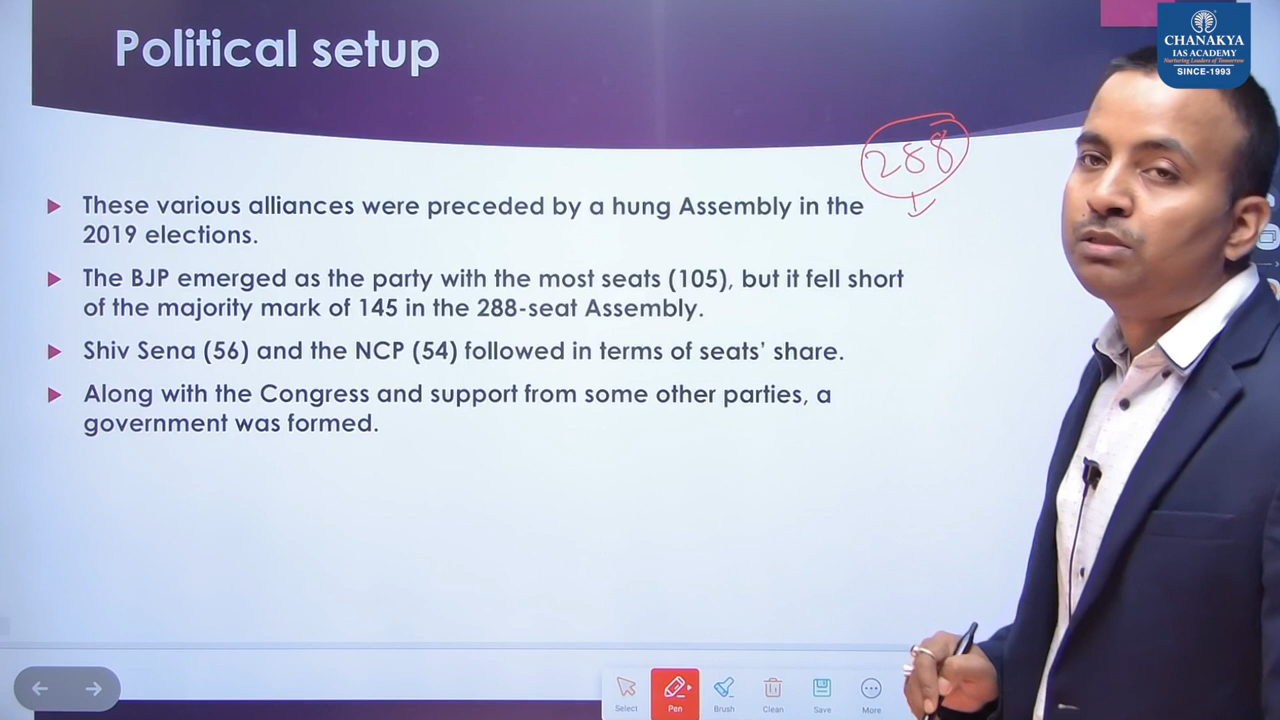 Political setup
CHANAKYA
IAS ACADEMY
Nurturing Leaders of Tomorrow
SINCE-1993
288
These various alliances were preceded by a hung Assembly in the
2019 elections.
The BJP emerged as the party with the most seats (105), but it fell short
of the majority mark of 145 in the 288-seat Assembly.
Shiv Sena (56) and the NCP (54) followed in terms of seats’ share.
Along with the Congress and support from some other parties, a
government was formed.
Select
Pen
Brush
Clean
Save
More